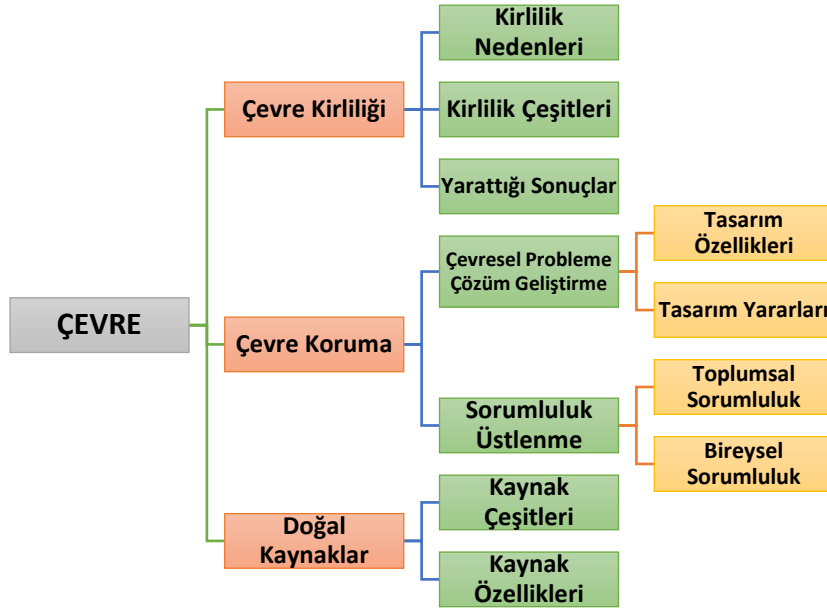 ÇEVRE
Çevre Kirliliği
Kirlilik
Nedenleri
Kirlilik Çeşitleri
Yarattığı Sonuçlar
Çevre Koruma
Çevresel Probleme
Çözüm Geliştirme
Tasarım
Özellikleri
Tasarım Yararları
Sorumluluk
Üstlenme
Toplumsal
Sorumluluk
Bireysel
Sorumluluk
Doğal
Kaynaklar
Kaynak
Çeşitleri
Kaynak
Özellikleri